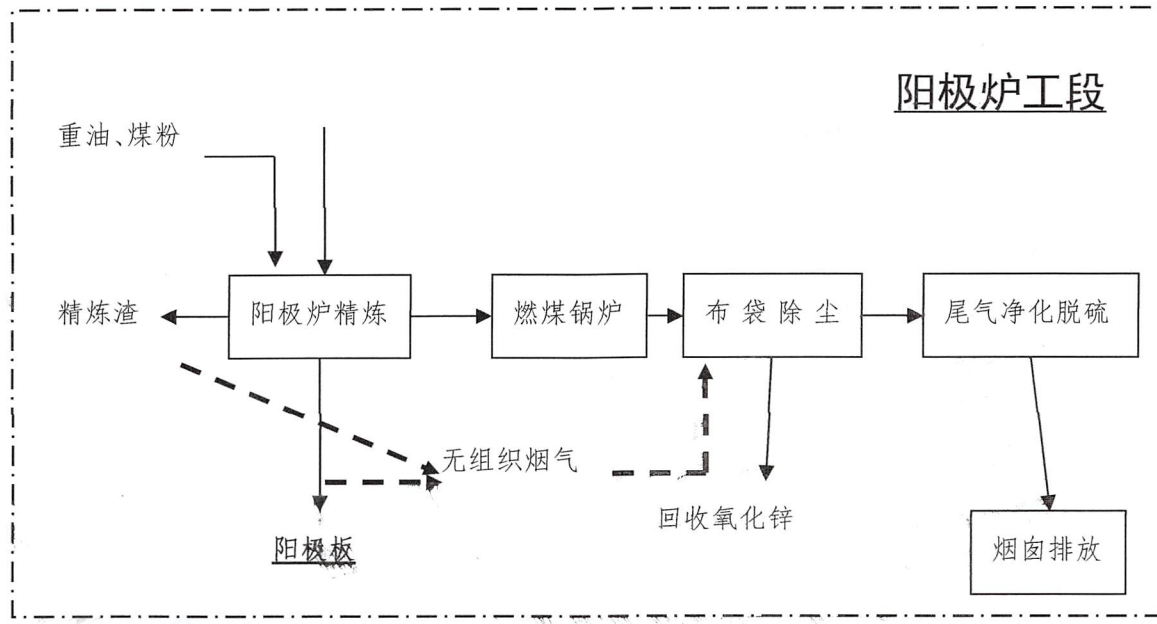 阳极炉工段
重油、煤粉
精炼渣
阳极炉精炼
燃煤锅炉
布袋除尘
尾气净化脱硫
无组织烟气
回收氧化锌
阳极板
烟囱排放